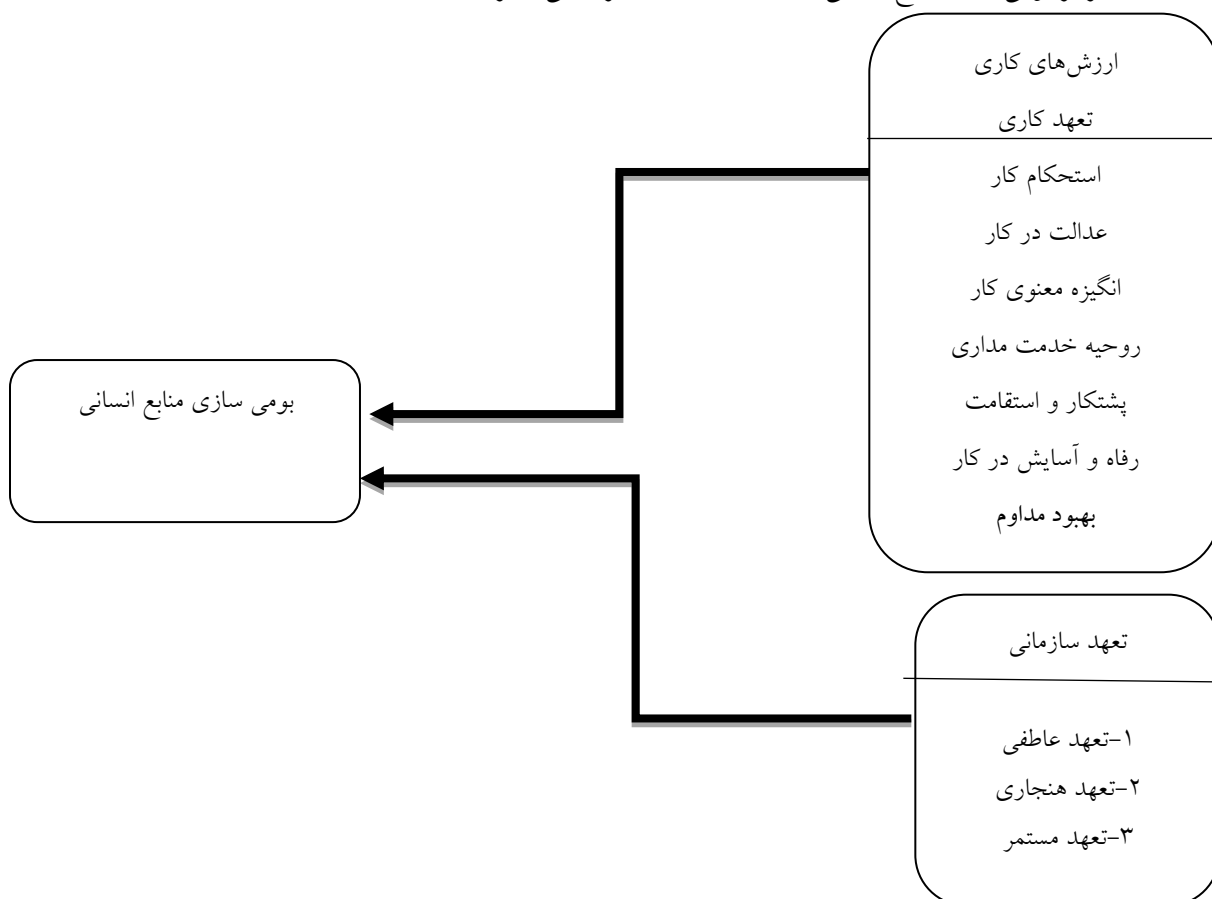 ارزش‌های کاری
تعهد کاری
استحکام کار
عدالت در کار
انگیزه معنوی کار
روحیه خدمت مداری
پشتکار و استقامت
رفاه و آسایش در کار
بهبود مداوم
بومی سازی منابع انسانی
تعهد سازمانی
۱-تعهد عاطفی
۲-تعهد هنجاری
۳-تعهد مستمر